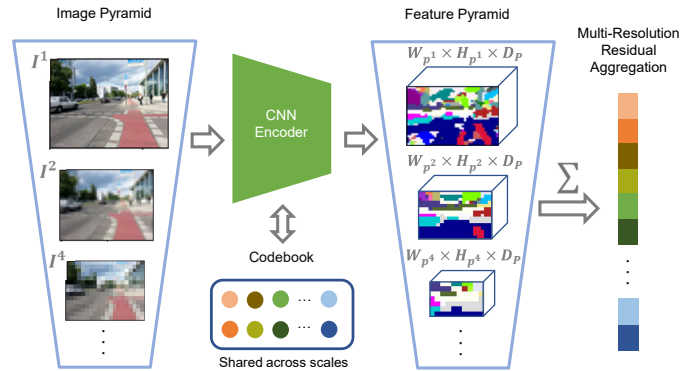 Image Pyramid
Feature Pyramid
Multi-Resolution
Residual
Aggregation
I¹
I²
I⁴
⋮
CNN
Encoder
Codebook
...
...
Shared across scales
W_{p¹} × H_{p¹} × D_P
W_{p²} × H_{p²} × D_P
W_{p⁴} × H_{p⁴} × D_P
⋮
∑
⋮